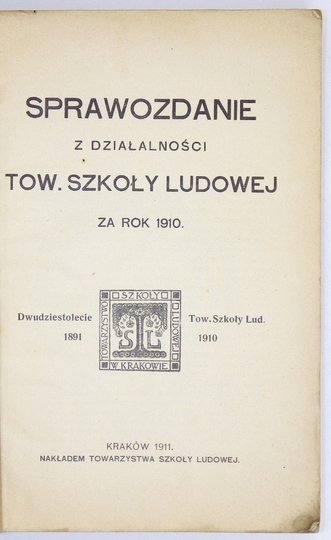 SPRAWOZDANIE
Z DZIAŁALNOŚCI
TOW. SZKOŁY LUDOWEJ
ZA ROK 1910.
Dwudziestolecie
1891
TOWARZYSTWO
SZKOŁY
LUDOWEJ
W KRAKOWIE
S L
Tow. Szkoły Lud.
1910
KRAKÓW 1911.
NAKŁADEM TOWARZYSTWA SZKOŁY LUDOWEJ.